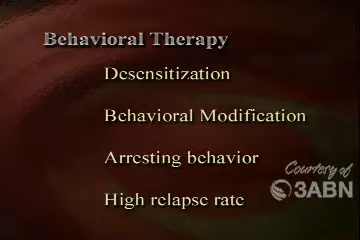 Behavioral Therapy
Desensitization
Behavioral Modification
Arresting behavior
High relapse rate
Courtesy of
3ABN